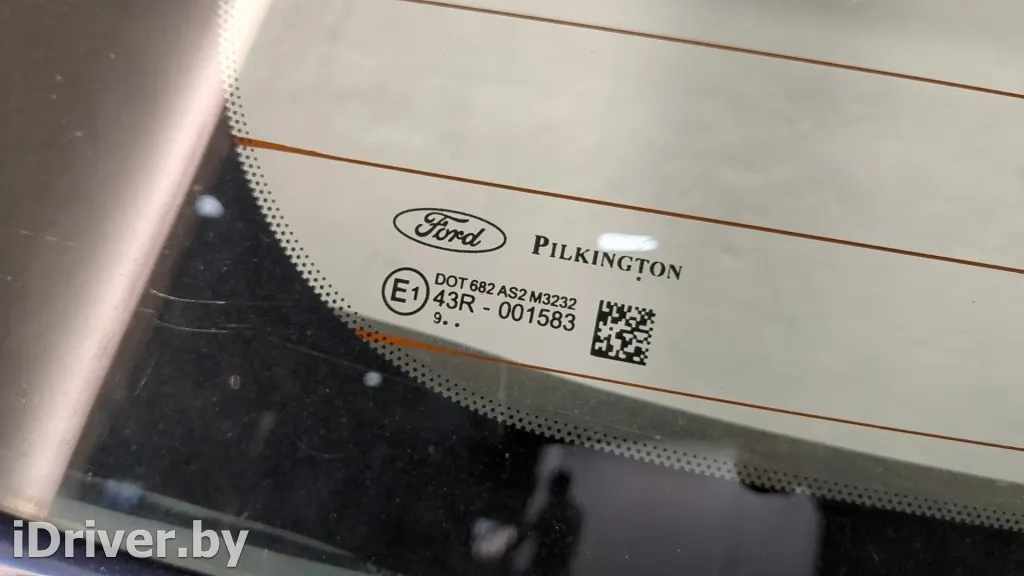 Ford PILKINGTON
DOT 682 AS2 M3232
E1 43R - 001583
9..
iDriver.by